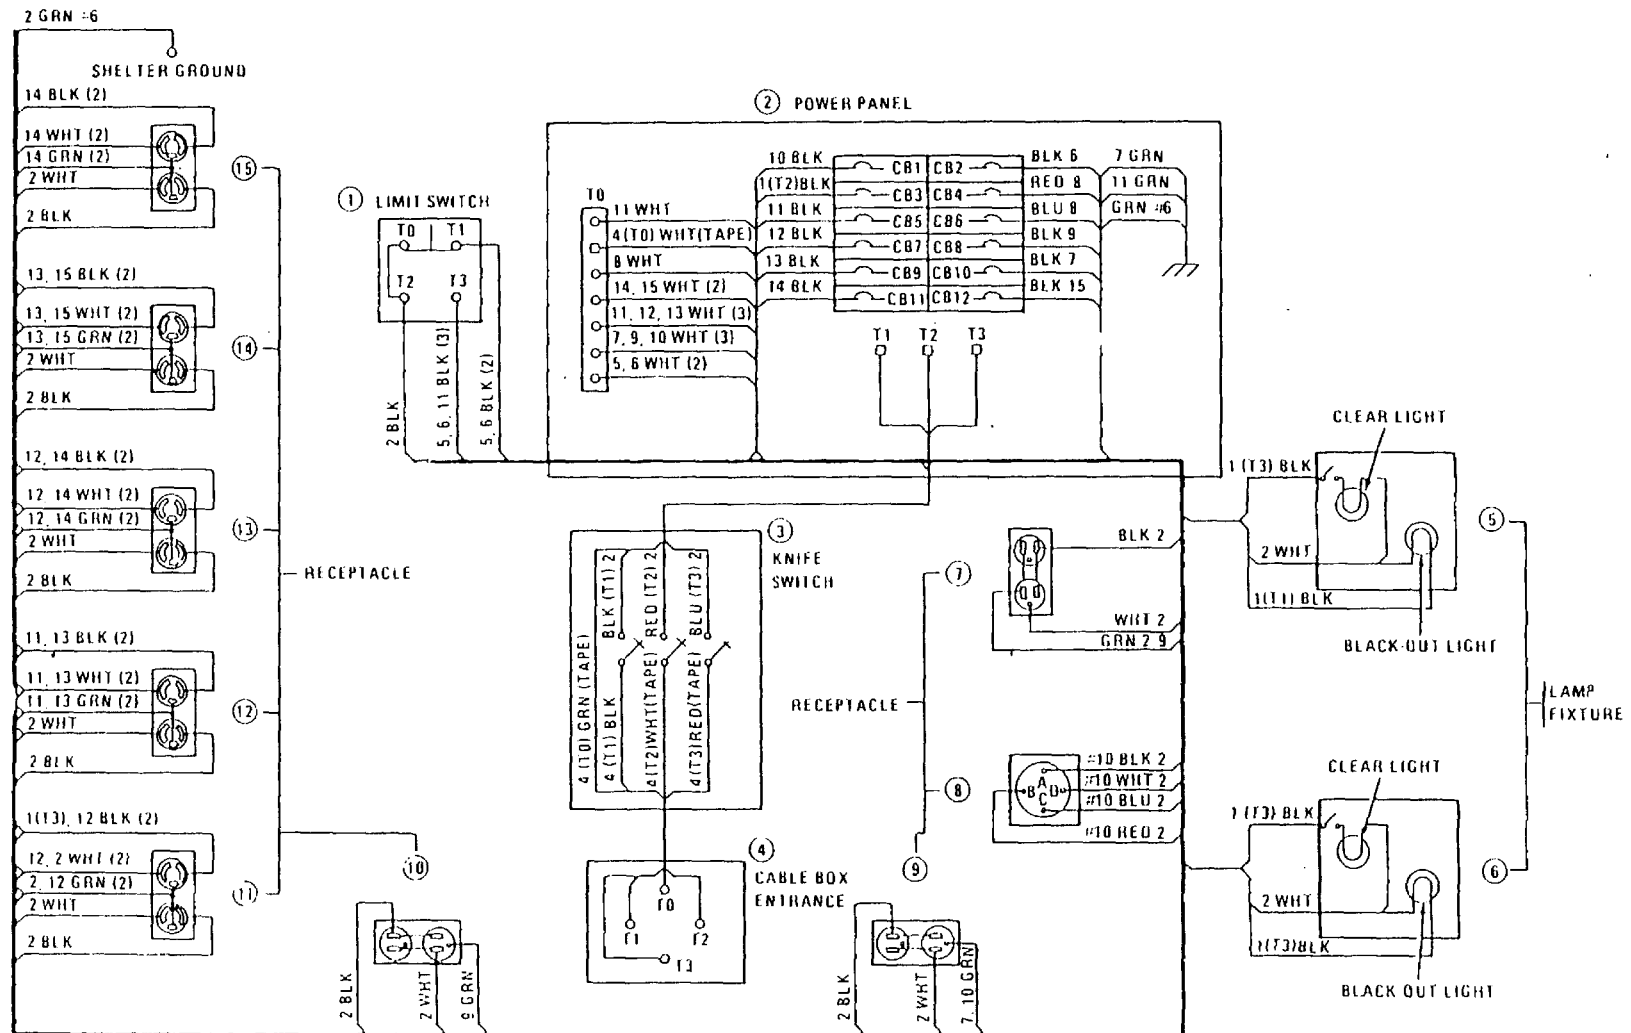 2 GRN #6
SHELTER GROUND
14 BLK (2)
14 WHT (2)
14 GRN (2)
2 WHT
2 BLK
15
13, 15 BLK (2)
13, 15 WHT (2)
13, 15 GRN (2)
2 WHT
2 BLK
14
12, 14 BLK (2)
12, 14 WHT (2)
12, 14 GRN (2)
2 WHT
2 BLK
13
RECEPTACLE
11, 13 BLK (2)
11, 13 WHT (2)
11, 13 GRN (2)
2 WHT
2 BLK
12
1(T3), 12 BLK (2)
12, 2 WHT (2)
2, 12 GRN (2)
2 WHT
2 BLK
11
10
2 BLK
2 WHT
9 GRN
1 LIMIT SWITCH
T0 T1
T2 T3
2 BLK
5, 6, 11 BLK (3)
5, 6 BLK (2)
2 POWER PANEL
T0
11 WHT
4 (T0) WHT(TAPE)
8 WHT
14, 15 WHT (2)
11, 12, 13 WHT (3)
7, 9, 10 WHT (3)
5, 6 WHT (2)
10 BLK CB1 CB2 BLK 6
1(T2)BLK CB3 CB4 RED 8
11 BLK CB5 CB6 BLU 8
12 BLK CB7 CB8 BLK 9
13 BLK CB9 CB10 BLK 7
14 BLK CB11 CB12 BLK 15
7 GRN
11 GRN
GRN #6
T1 T2 T3
3
KNIFE
SWITCH
BLK (T1) 2
RED (T2) 2
BLU (T3) 2
4 (T0) GRN (TAPE)
4 (T1) BLK
4(T2)WHT(TAPE)
4(T3)RED(TAPE)
4
CABLE BOX
ENTRANCE
T0
T1 T2
T3
7
BLK 2
WHT 2
GRN 2 9
RECEPTACLE
8
A
B D
C
#10 BLK 2
#10 WHT 2
#10 BLU 2
#10 RED 2
9
2 BLK
2 WHT
7, 10 GRN
CLEAR LIGHT
1 (T3) BLK
2 WHT
1(T1) BLK
BLACK-OUT LIGHT
5
LAMP
FIXTURE
CLEAR LIGHT
1 (T3) BLK
2 WHT
1(T3)BLK
BLACK OUT LIGHT
6